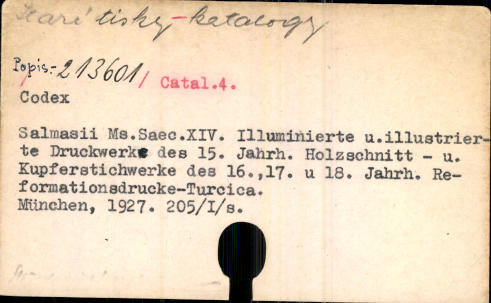 Staré tisky-katalogy
Popis-213601/ Catal.4.
Codex
Salmasii Ms.Saec.XIV. Illuminierte u.illustrier-
te Druckwerke des 15. Jahrh. Holzschnitt - u.
Kupferstichwerke des 16.,17. u 18. Jahrh. Re-
formationsdrucke-Turcica.
München, 1927. 205/I/s.